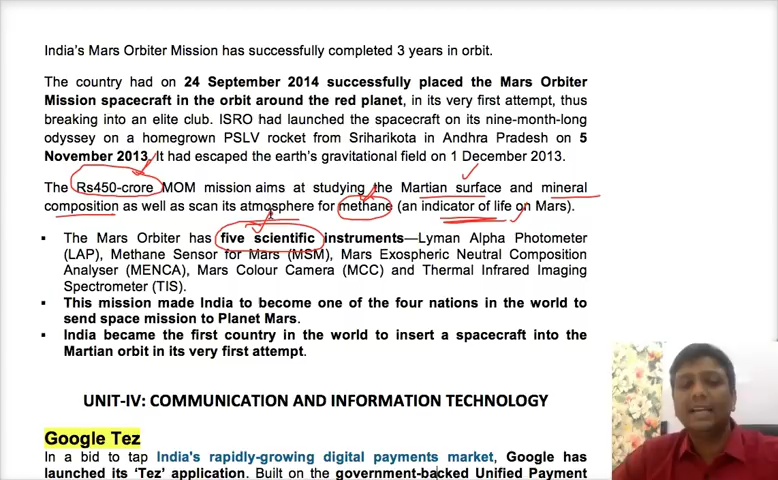 India's Mars Orbiter Mission has successfully completed 3 years in orbit.
The country had on 24 September 2014 successfully placed the Mars Orbiter
Mission spacecraft in the orbit around the red planet, in its very first attempt, thus
breaking into an elite club. ISRO had launched the spacecraft on its nine-month-long
odyssey on a homegrown PSLV rocket from Sriharikota in Andhra Pradesh on 5
November 2013. It had escaped the earth's gravitational field on 1 December 2013.
The Rs450-crore MOM mission aims at studying the Martian surface and mineral
composition as well as scan its atmosphere for methane (an indicator of life on Mars).
▪ The Mars Orbiter has five scientific instruments—Lyman Alpha Photometer
(LAP), Methane Sensor for Mars (MSM), Mars Exospheric Neutral Composition
Analyser (MENCA), Mars Colour Camera (MCC) and Thermal Infrared Imaging
Spectrometer (TIS).
▪ This mission made India to become one of the four nations in the world to
send space mission to Planet Mars.
▪ India became the first country in the world to insert a spacecraft into the
Martian orbit in its very first attempt.
UNIT-IV: COMMUNICATION AND INFORMATION TECHNOLOGY
Google Tez
In a bid to tap India's rapidly-growing digital payments market, Google has
launched its 'Tez' application. Built on the government-backed Unified Payment